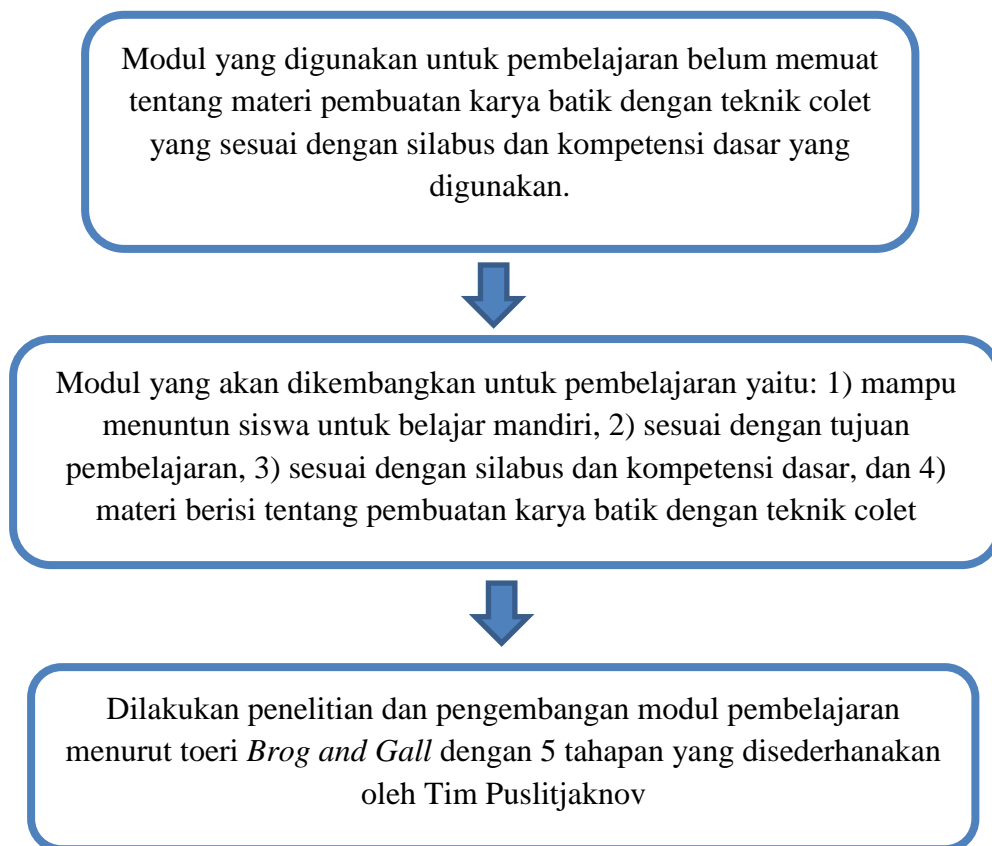 Modul yang digunakan untuk pembelajaran belum memuat
tentang materi pembuatan karya batik dengan teknik colet
yang sesuai dengan silabus dan kompetensi dasar yang
digunakan.
Modul yang akan dikembangkan untuk pembelajaran yaitu: 1) mampu
menuntun siswa untuk belajar mandiri, 2) sesuai dengan tujuan
pembelajaran, 3) sesuai dengan silabus dan kompetensi dasar, dan 4)
materi berisi tentang pembuatan karya batik dengan teknik colet
Dilakukan penelitian dan pengembangan modul pembelajaran
menurut toeri Brog and Gall dengan 5 tahapan yang disederhanakan
oleh Tim Puslitjaknov